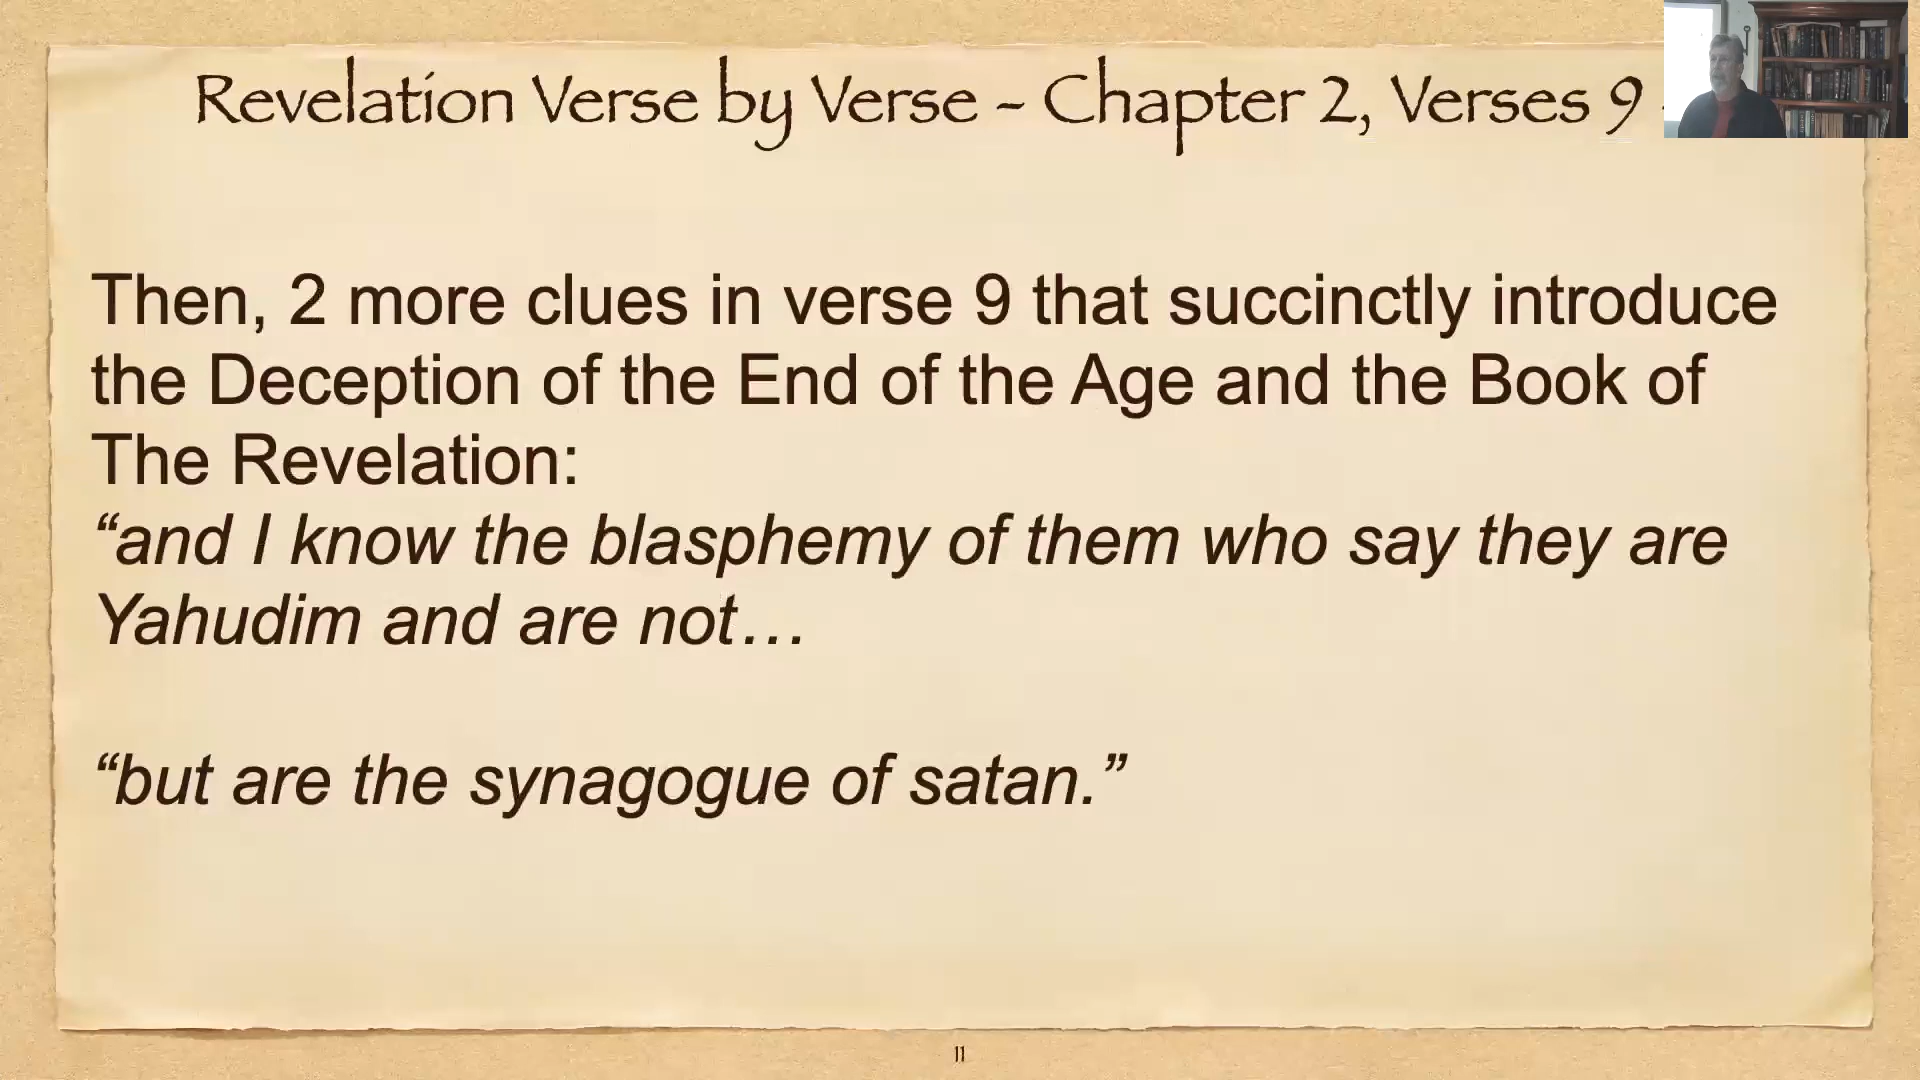 Revelation Verse by Verse - Chapter 2, Verses 9
Then, 2 more clues in verse 9 that succinctly introduce
the Deception of the End of the Age and the Book of
The Revelation:
“and I know the blasphemy of them who say they are
Yahudim and are not…
“but are the synagogue of satan.”
11